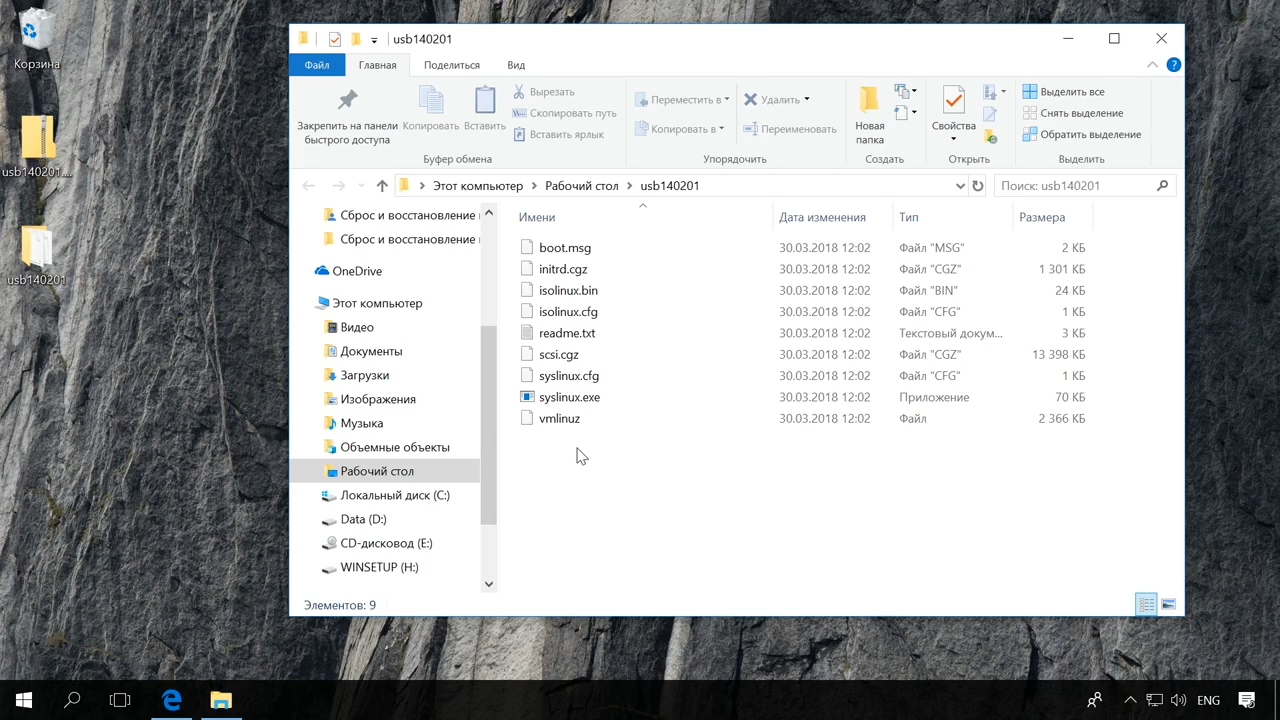 Корзина
usb140201....
usb140201
usb140201
Файл
Главная
Поделиться
Вид
Закрепить на панели
быстрого доступа
Копировать
Вставить
Вырезать
Скопировать путь
Вставить ярлык
Буфер обмена
Переместить в
Копировать в
Удалить
Переименовать
Упорядочить
Новая
папка
Создать
Свойства
Открыть
Выделить все
Снять выделение
Обратить выделение
Выделить
Этот компьютер
Рабочий стол
usb140201
Поиск: usb140201
Сброс и восстановление
Сброс и восстановление
OneDrive
Этот компьютер
Видео
Документы
Загрузки
Изображения
Музыка
Объемные объекты
Рабочий стол
Локальный диск (C:)
Data (D:)
CD-дисковод (E:)
WINSETUP (H:)
Имени Дата изменения Тип Размера
boot.msg 30.03.2018 12:02 Файл "MSG" 2 КБ
initrd.cgz 30.03.2018 12:02 Файл "CGZ" 1 301 КБ
isolinux.bin 30.03.2018 12:02 Файл "BIN" 24 КБ
isolinux.cfg 30.03.2018 12:02 Файл "CFG" 1 КБ
readme.txt 30.03.2018 12:02 Текстовый докум... 3 КБ
scsi.cgz 30.03.2018 12:02 Файл "CGZ" 13 398 КБ
syslinux.cfg 30.03.2018 12:02 Файл "CFG" 1 КБ
syslinux.exe 30.03.2018 12:02 Приложение 70 КБ
vmlinuz 30.03.2018 12:02 Файл 2 366 КБ
Элементов: 9
ENG